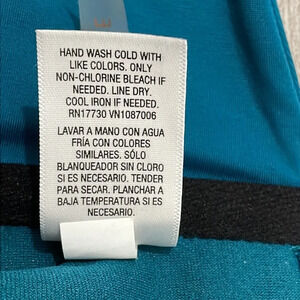 HAND WASH COLD WITH
LIKE COLORS. ONLY
NON-CHLORINE BLEACH IF
NEEDED. LINE DRY.
COOL IRON IF NEEDED.
RN17730 VN1087006
LAVAR A MANO CON AGUA
FRÍA CON COLORES
SIMILARES. SÓLO
BLANQUEADOR SIN CLORO
SI ES NECESARIO. TENDER
PARA SECAR. PLANCHAR A
BAJA TEMPERATURA SI ES
NECESARIO.